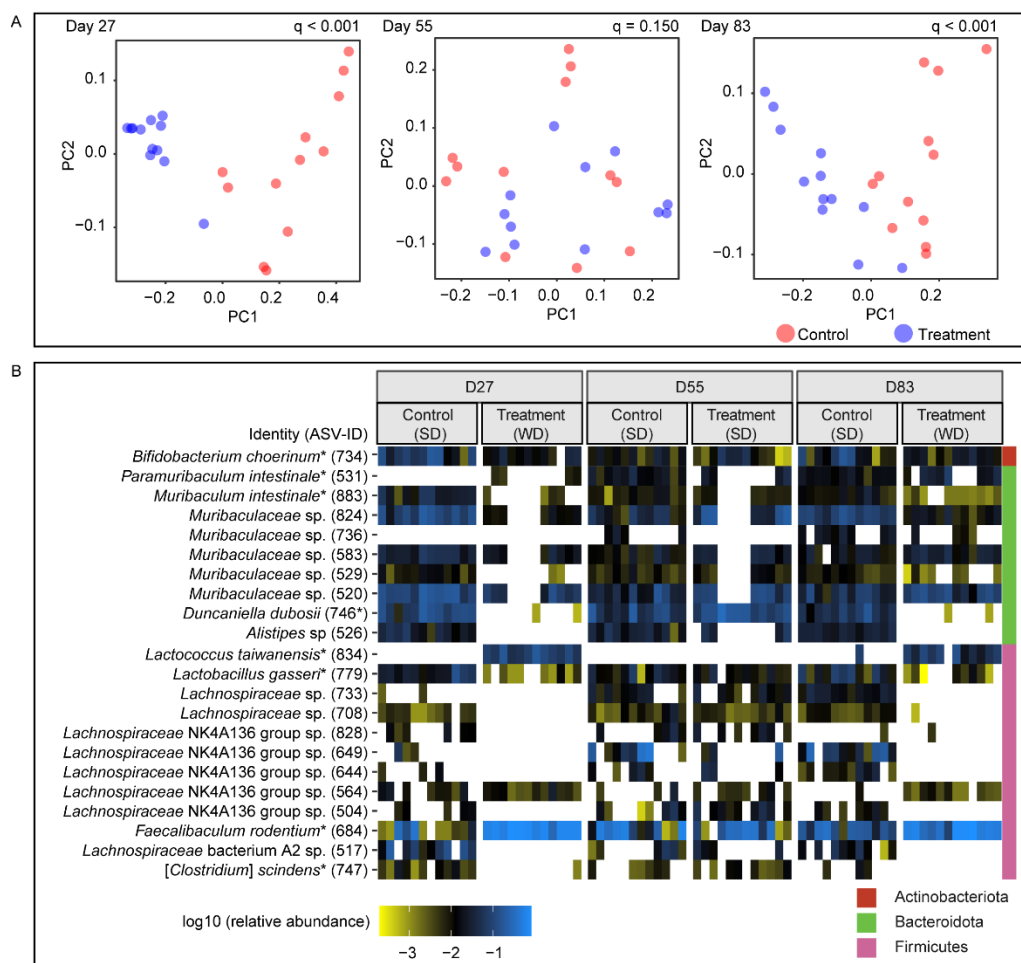 A
Day 27 q < 0.001
Day 55 q = 0.150
Day 83 q < 0.001
PC2
0.1
0.0
−0.1
−0.2 0.0 0.2 0.4
PC1
PC2
0.2
0.1
0.0
−0.1
−0.2 −0.1 0.0 0.1 0.2
PC1
PC2
0.1
0.0
−0.1
−0.2 0.0 0.2 0.4
PC1
Control Treatment
B
D27 D55 D83
Control (SD) Treatment (WD) Control (SD) Treatment (SD) Control (SD) Treatment (WD)
Identity (ASV-ID)
Bifidobacterium choerinum* (734)
Paramuribaculum intestinale* (531)
Muribaculum intestinale* (883)
Muribaculaceae sp. (824)
Muribaculaceae sp. (736)
Muribaculaceae sp. (583)
Muribaculaceae sp. (529)
Muribaculaceae sp. (520)
Duncaniella dubosii (746*)
Alistipes sp (526)
Lactococcus taiwanensis* (834)
Lactobacillus gasseri* (779)
Lachnospiraceae sp. (733)
Lachnospiraceae sp. (708)
Lachnospiraceae NK4A136 group sp. (828)
Lachnospiraceae NK4A136 group sp. (649)
Lachnospiraceae NK4A136 group sp. (644)
Lachnospiraceae NK4A136 group sp. (564)
Lachnospiraceae NK4A136 group sp. (504)
Faecalibaculum rodentium* (684)
Lachnospiraceae bacterium A2 sp. (517)
[Clostridium] scindens* (747)
log10 (relative abundance)
−3 −2 −1
Actinobacteriota
Bacteroidota
Firmicutes